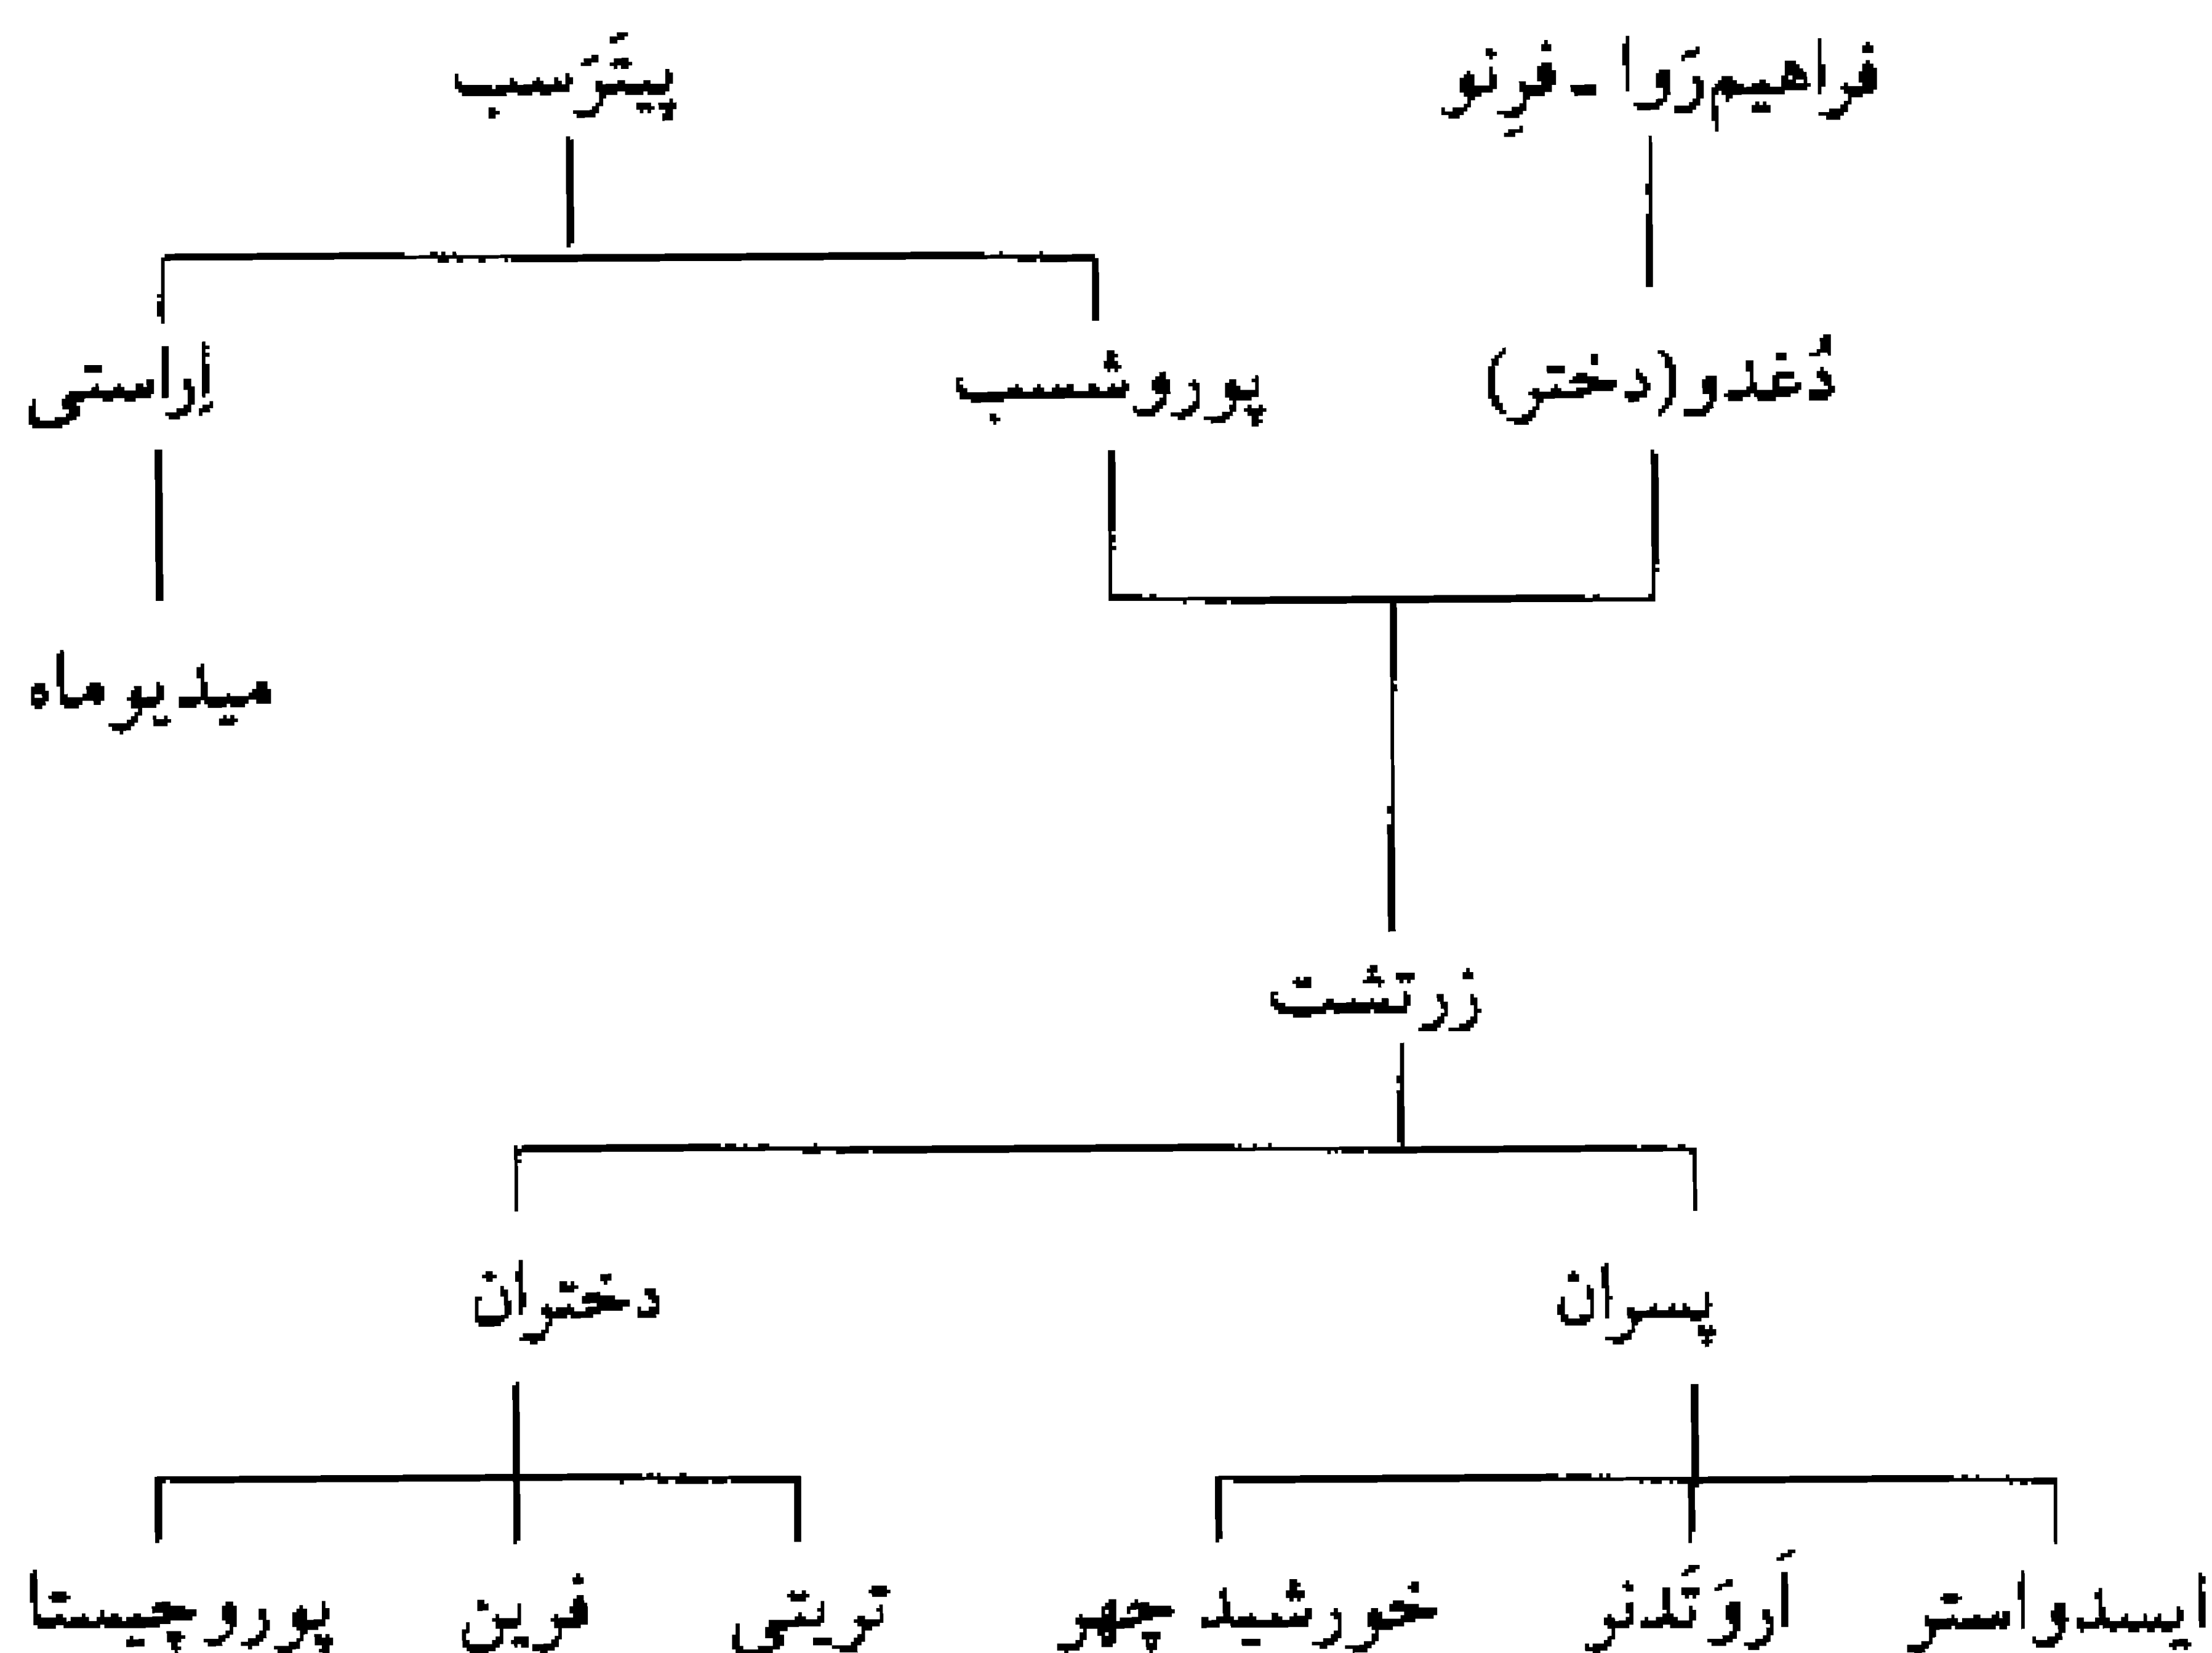 فراهیم‌رَوا - فرِنو پیتَرَسب
دُغدو (دختر) پوروشسب اِراستی
میدیوماه
زرتشت
پسران دختران
ایسدواستر اَروَتَدنر خورشید چهر تریتی فرین پوروچیستا